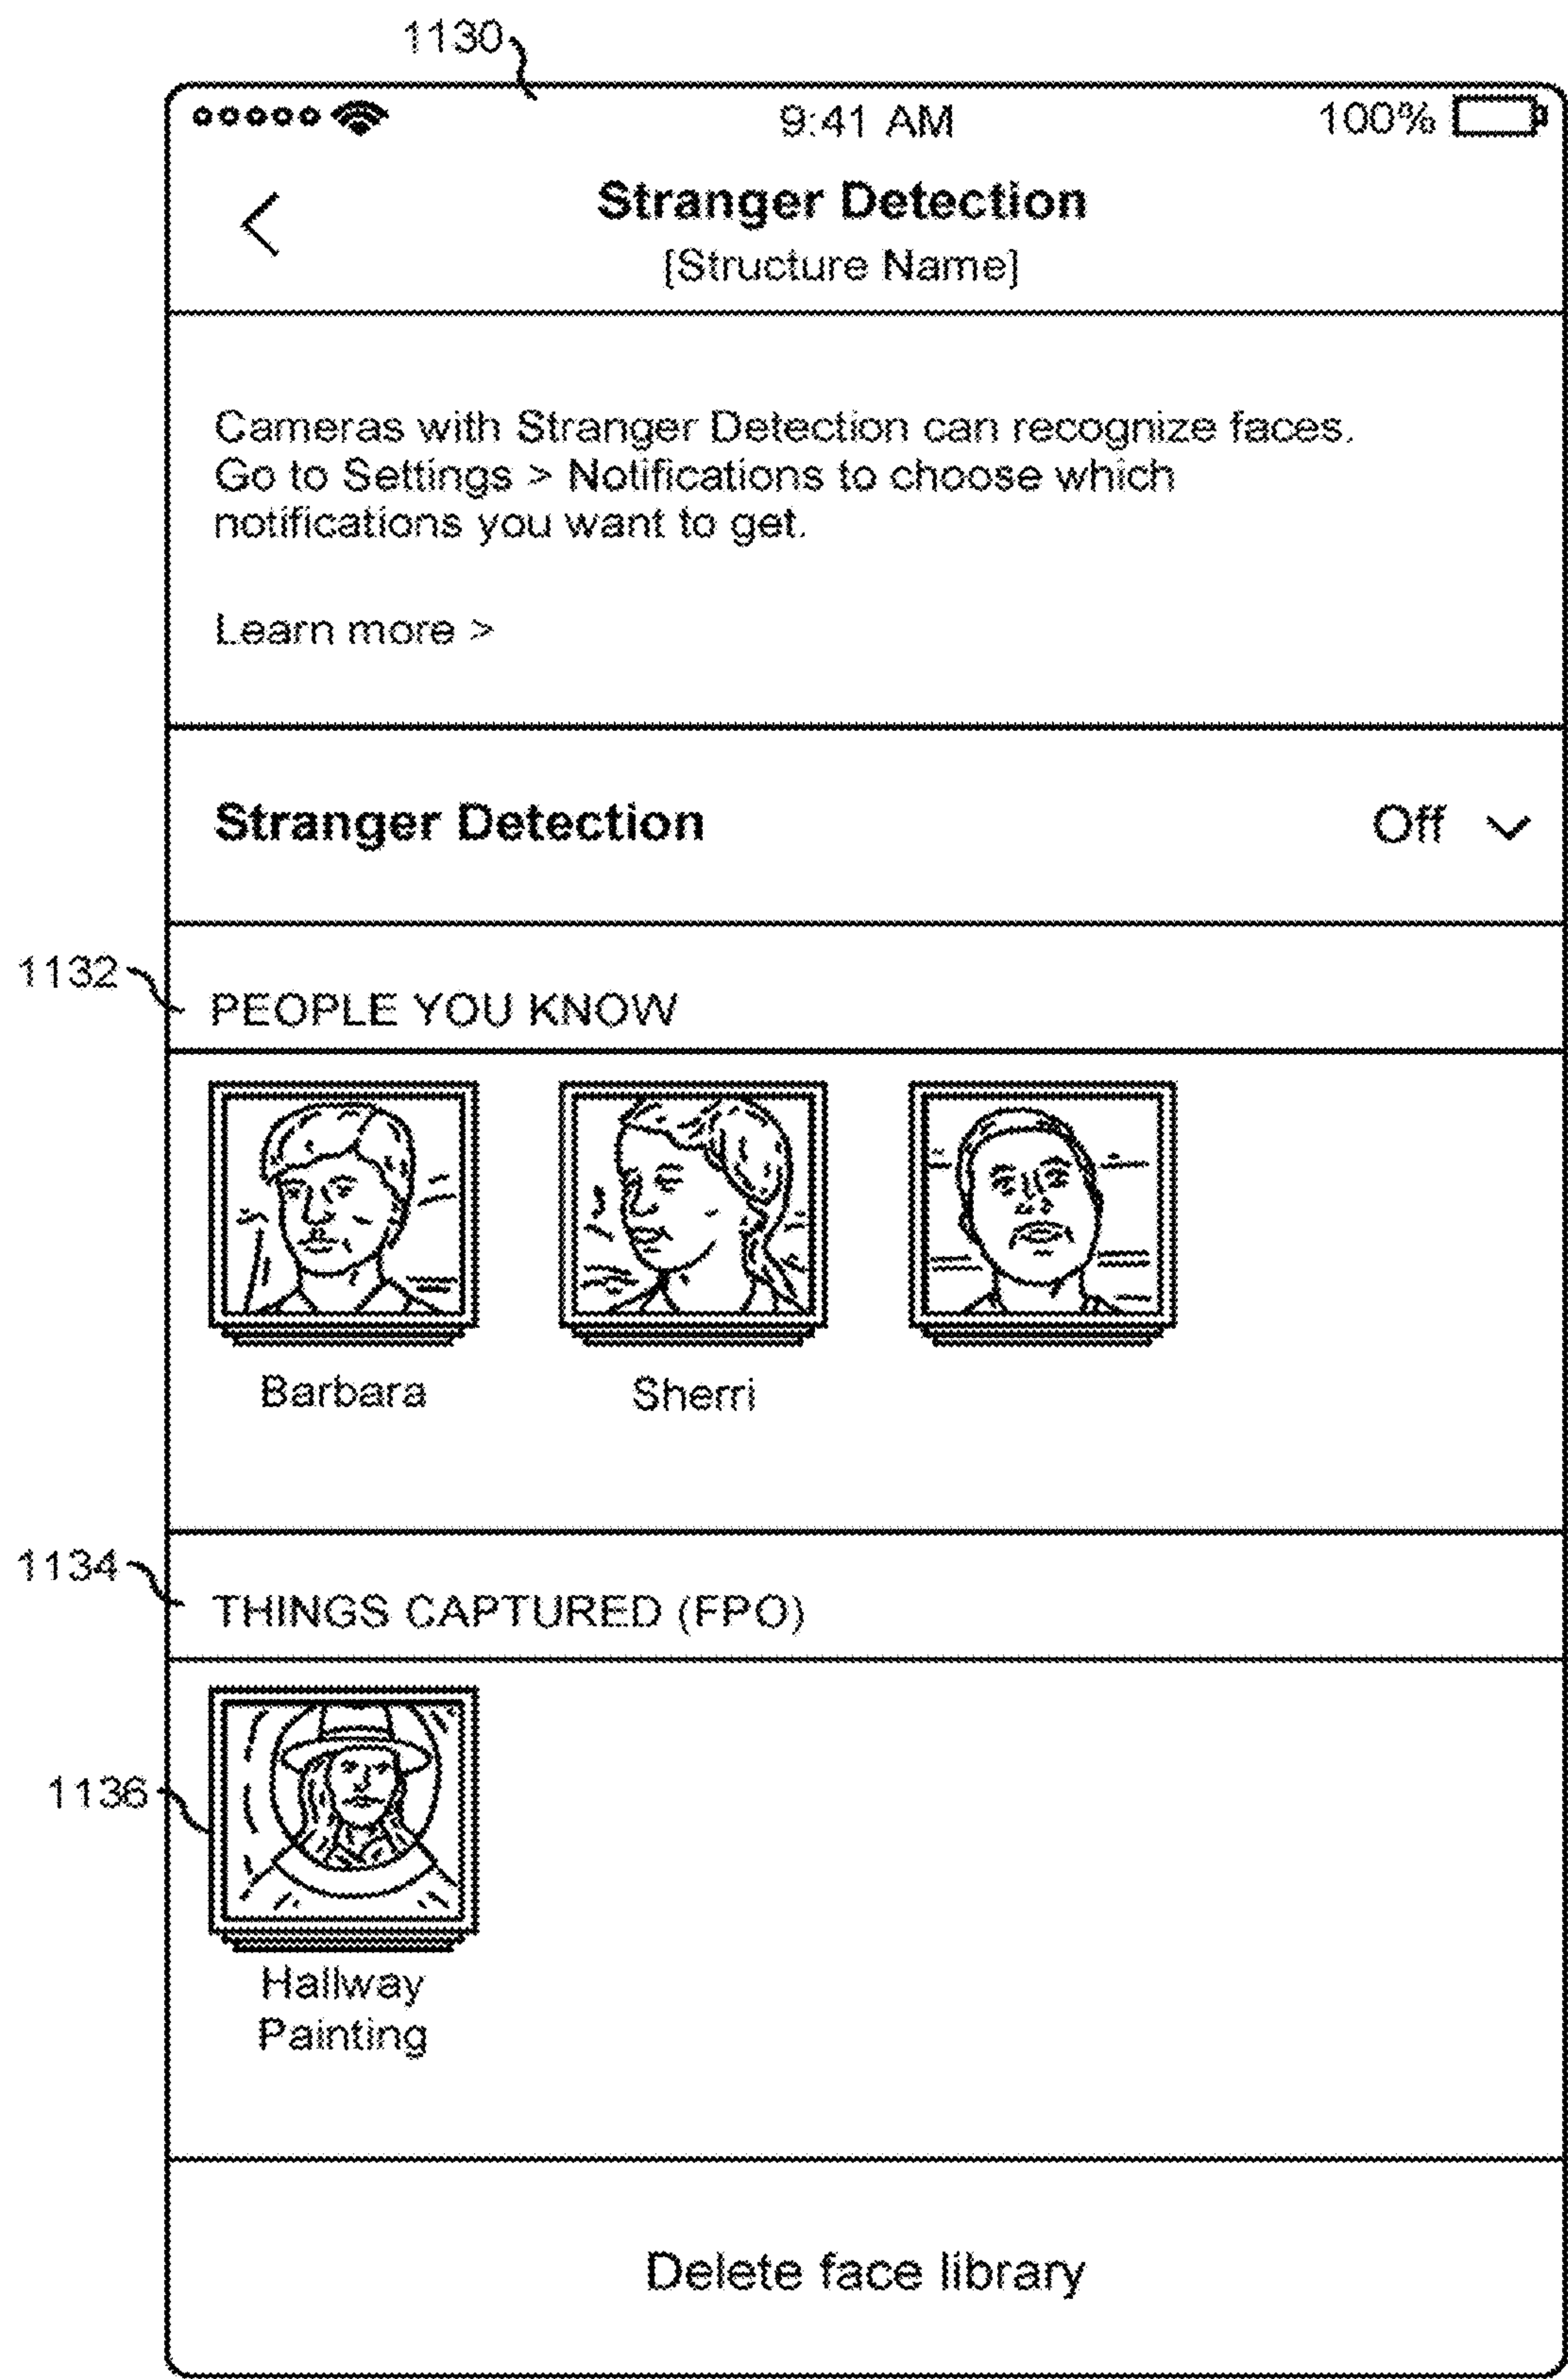 1130
9:41 AM 100%
Stranger Detection
[Structure Name]
Cameras with Stranger Detection can recognize faces.
Go to Settings > Notifications to choose which
notifications you want to get.
Learn more >
Stranger Detection Off
1132
PEOPLE YOU KNOW
Barbara Sherri
1134
THINGS CAPTURED (FPO)
1136
Hallway
Painting
Delete face library